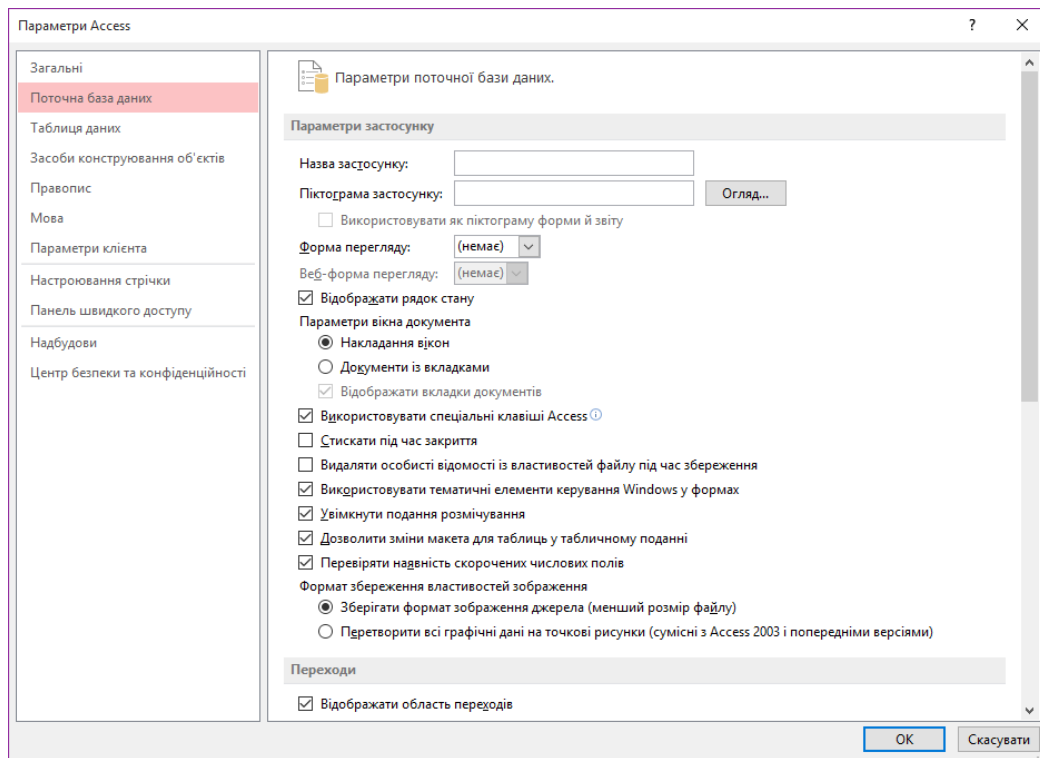 Параметри Access
?
Загальні
Поточна база даних
Таблиця даних
Засоби конструювання об'єктів
Правопис
Мова
Параметри клієнта
Настроювання стрічки
Панель швидкого доступу
Надбудови
Центр безпеки та конфіденційності
Параметри поточної бази даних.
Параметри застосунку
Назва застосунку:
Піктограма застосунку:
Огляд...
Використовувати як піктограму форми й звіту
Форма перегляду: (немає)
Веб-форма перегляду: (немає)
Відображати рядок стану
Параметри вікна документа
Накладання вікон
Документи із вкладками
Відображати вкладки документів
Використовувати спеціальні клавіші Access
Стискати під час закриття
Видаляти особисті відомості із властивостей файлу під час збереження
Використовувати тематичні елементи керування Windows у формах
Увімкнути подання розмічування
Дозволити зміни макета для таблиць у табличному поданні
Перевіряти наявність скорочених числових полів
Формат збереження властивостей зображення
Зберігати формат зображення джерела (менший розмір файлу)
Перетворити всі графічні дані на точкові рисунки (сумісні з Access 2003 і попередніми версіями)
Переходи
Відображати область переходів
ОК
Скасувати